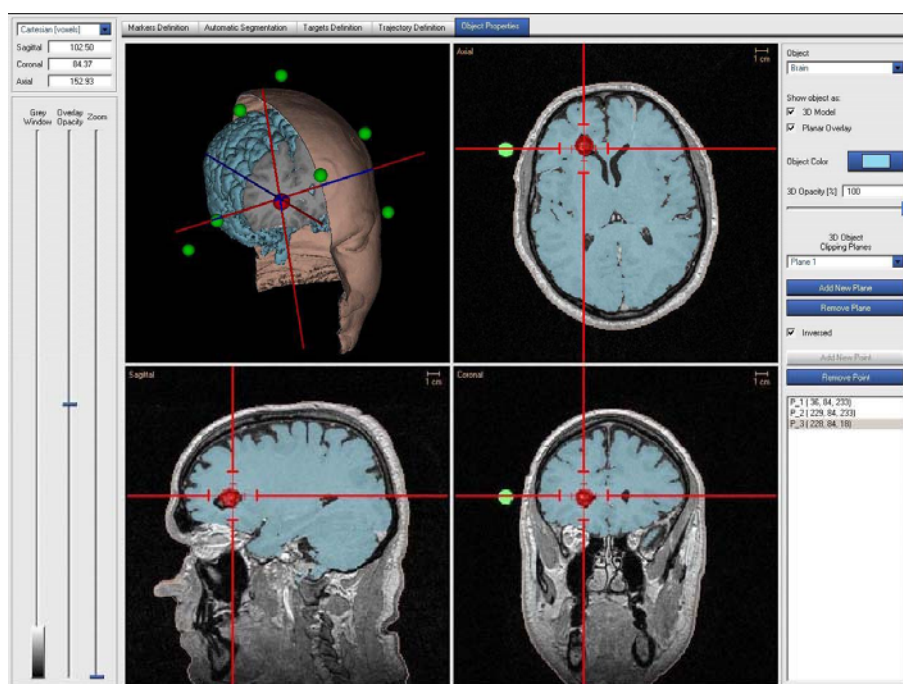 Cartesian [voxels]
Sagittal 102.50
Coronal 84.37
Axial 152.93
Grey Window
Overlay Opacity
Zoom
Markers Definition
Automatic Segmentation
Targets Definition
Trajectory Definition
Object Properties
Axial
1 cm
Sagittal
1 cm
Coronal
1 cm
Object
Brain
Show object as:
3D Model
Planar Overlay
Object Color
3D Opacity [%] 100
3D Object
Clipping Planes
Plane 1
Add New Plane
Remove Plane
Inversed
Add New Point
Remove Point
P_1 ( 36, 84, 233)
P_2 ( 229, 84, 233)
P_3 ( 228, 84, 18)